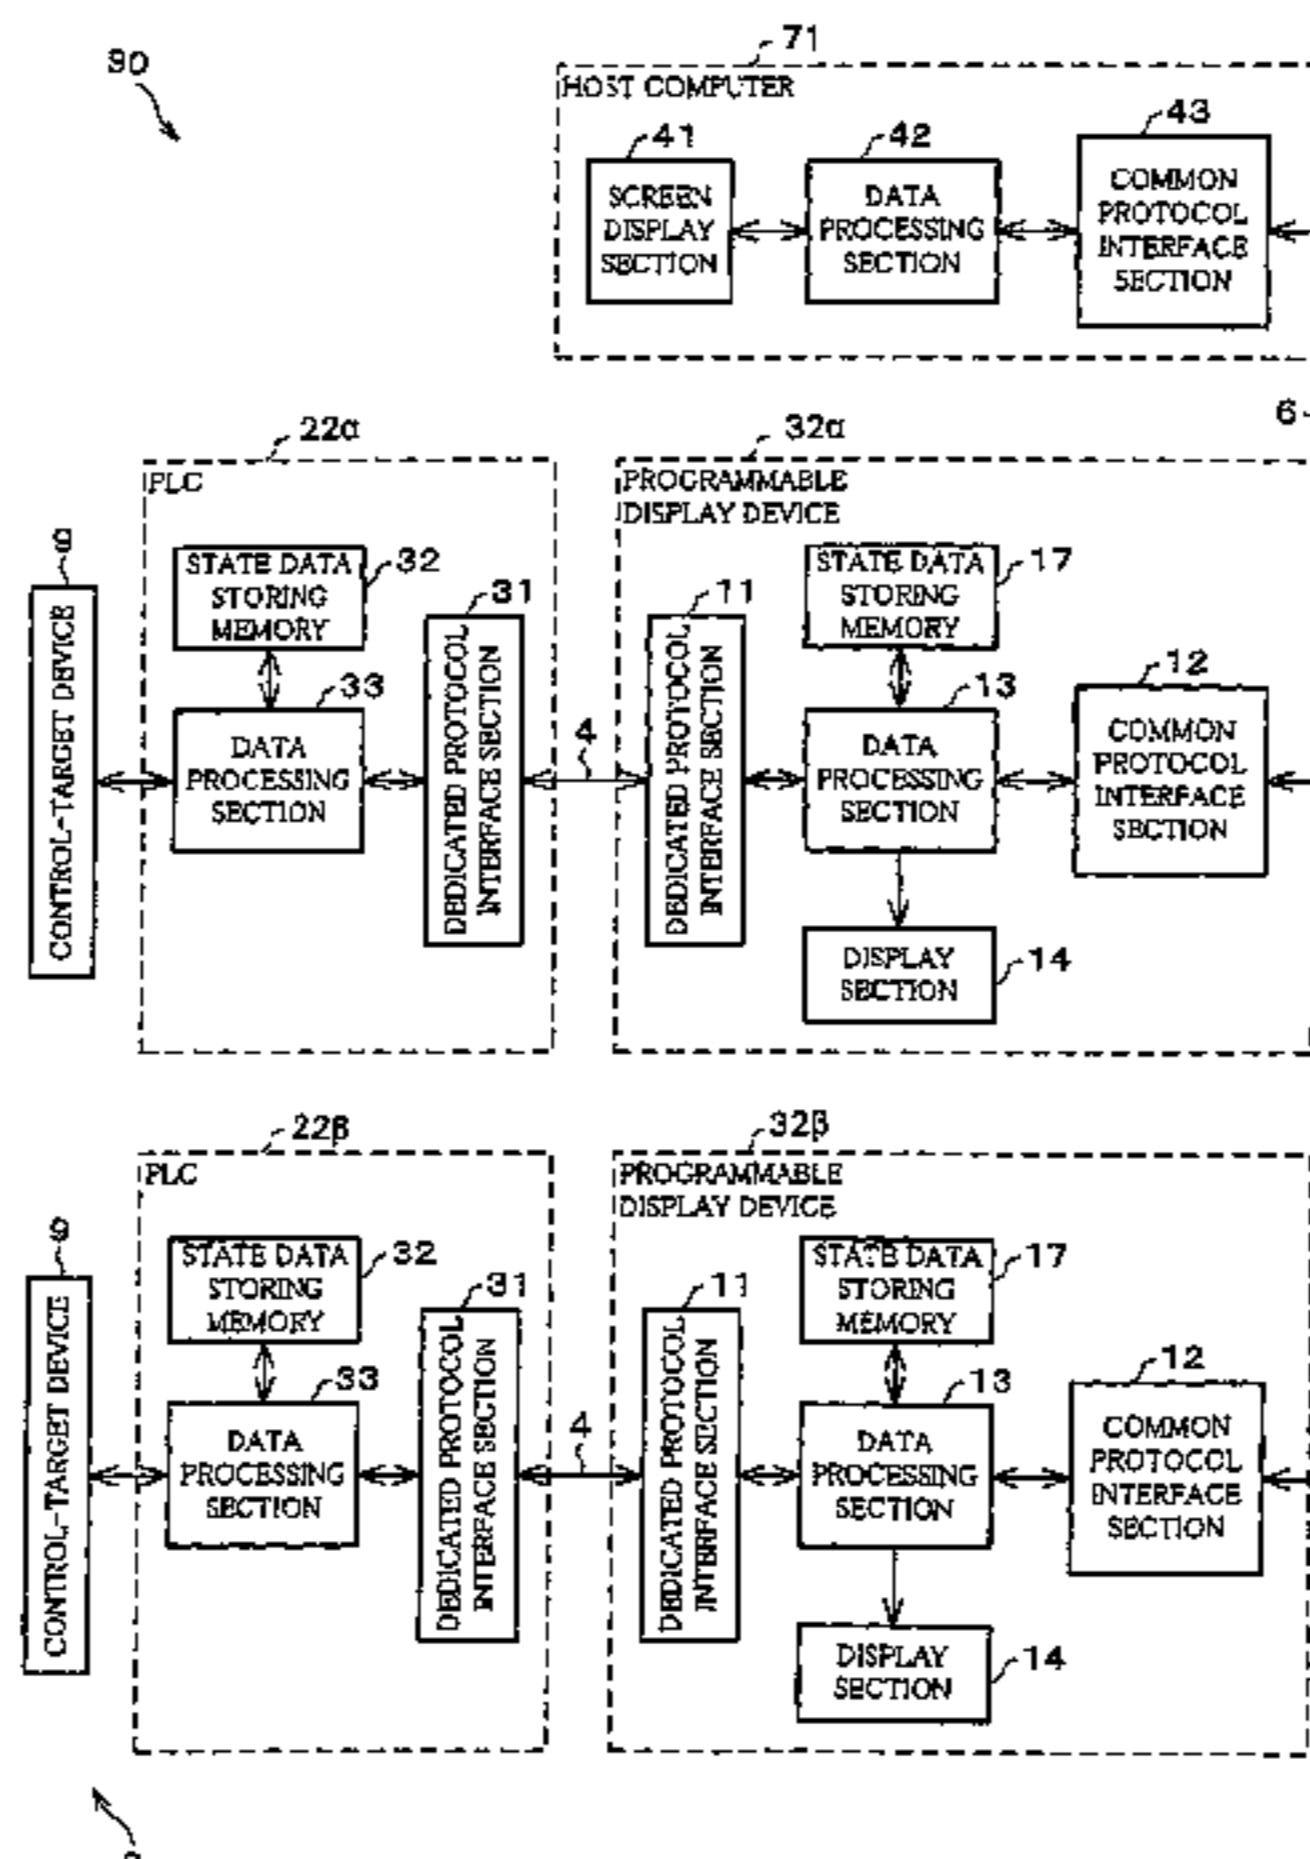 90
71
HOST COMPUTER
41
42
43
SCREEN
DISPLAY
SECTION
DATA
PROCESSING
SECTION
COMMON
PROTOCOL
INTERFACE
SECTION
6
22α
32α
PLC
PROGRAMMABLE
DISPLAY DEVICE
CONTROL-TARGET DEVICE
STATE DATA
STORING
MEMORY
32
31
11
STATE DATA
STORING
MEMORY
17
33
DATA
PROCESSING
SECTION
DEDICATED PROTOCOL
INTERFACE SECTION
4
DEDICATED PROTOCOL
INTERFACE SECTION
13
DATA
PROCESSING
SECTION
12
COMMON
PROTOCOL
INTERFACE
SECTION
DISPLAY
SECTION
14
22β
32β
PLC
PROGRAMMABLE
DISPLAY DEVICE
CONTROL-TARGET DEVICE
STATE DATA
STORING
MEMORY
32
31
11
STATE DATA
STORING
MEMORY
17
33
DATA
PROCESSING
SECTION
DEDICATED PROTOCOL
INTERFACE SECTION
4
DEDICATED PROTOCOL
INTERFACE SECTION
13
DATA
PROCESSING
SECTION
12
COMMON
PROTOCOL
INTERFACE
SECTION
DISPLAY
SECTION
14